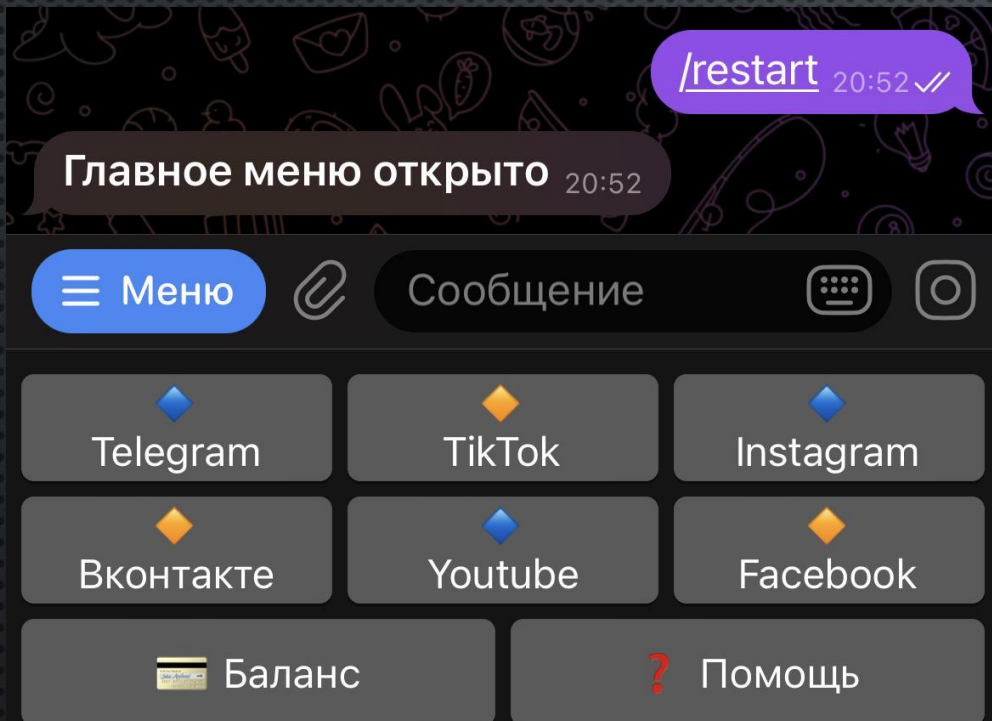 /restart 20:52
Главное меню открыто 20:52
Меню Сообщение
Telegram TikTok Instagram
Вконтакте Youtube Facebook
Баланс Помощь